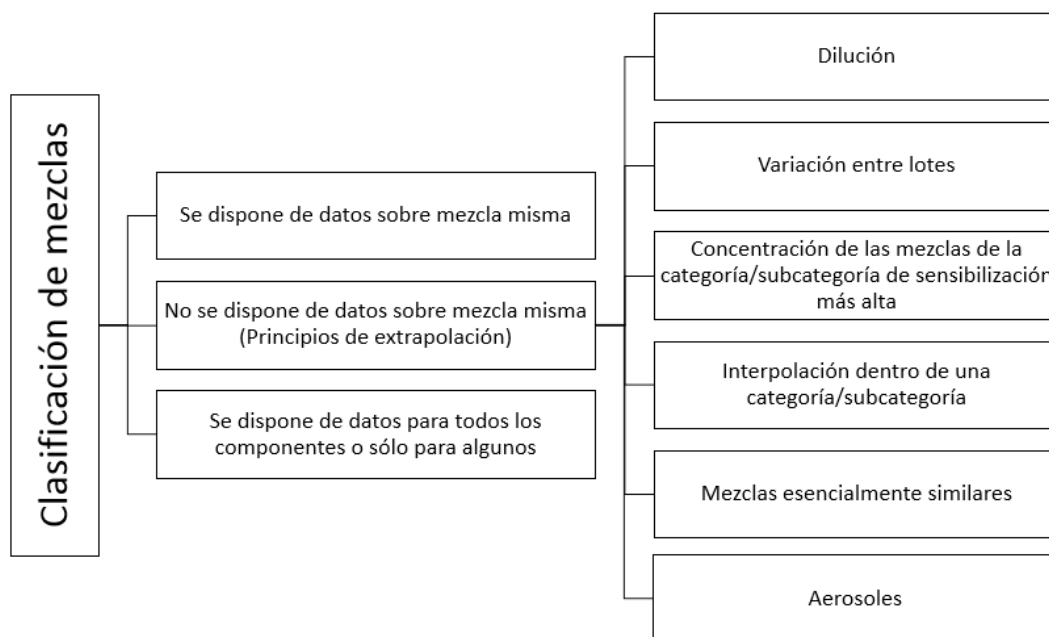 Clasificación de mezclas
Se dispone de datos sobre mezcla misma
No se dispone de datos sobre mezcla misma
(Principios de extrapolación)
Se dispone de datos para todos los
componentes o sólo para algunos
Dilución
Variación entre lotes
Concentración de las mezclas de la
categoría/subcategoría de sensibilización
más alta
Interpolación dentro de una
categoría/subcategoría
Mezclas esencialmente similares
Aerosoles